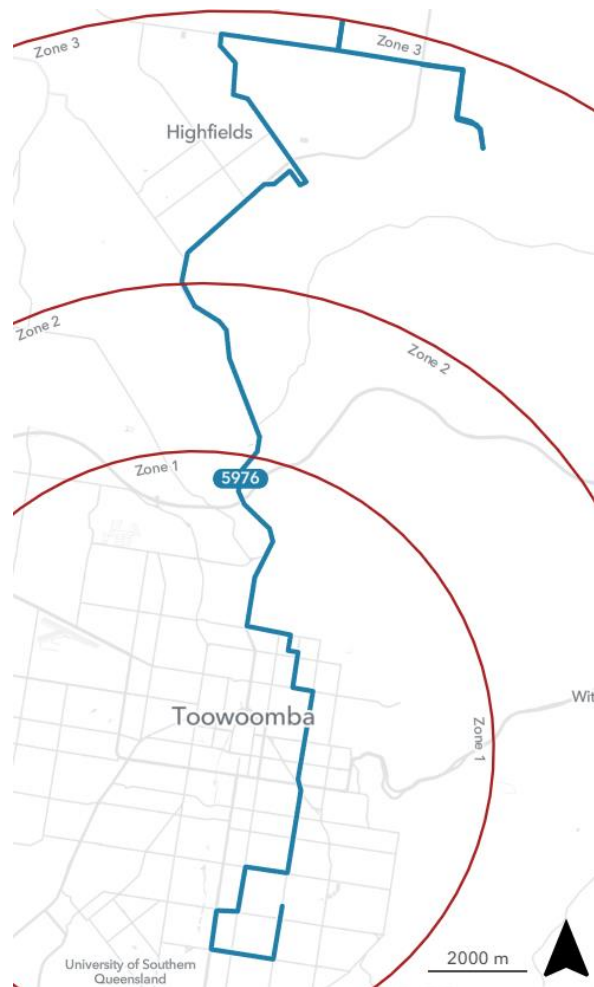 Zone 3
Zone 3
Highfields
Zone 2
Zone 2
Zone 1
5976
Toowoomba
Wit
Zone 1
2000 m
University of Southern
Queensland